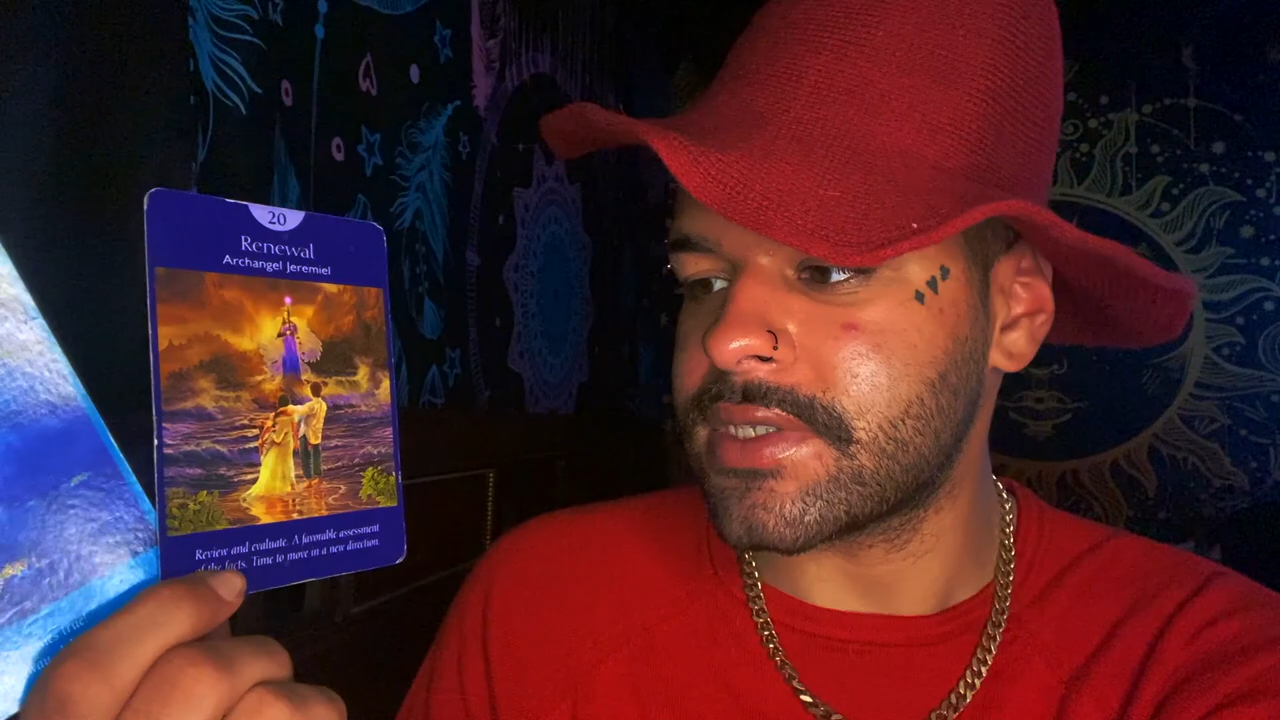 20
Renewal
Archangel Jeremiel
Review and evaluate. A favorable assessment
of the facts. Time to move in a new direction.